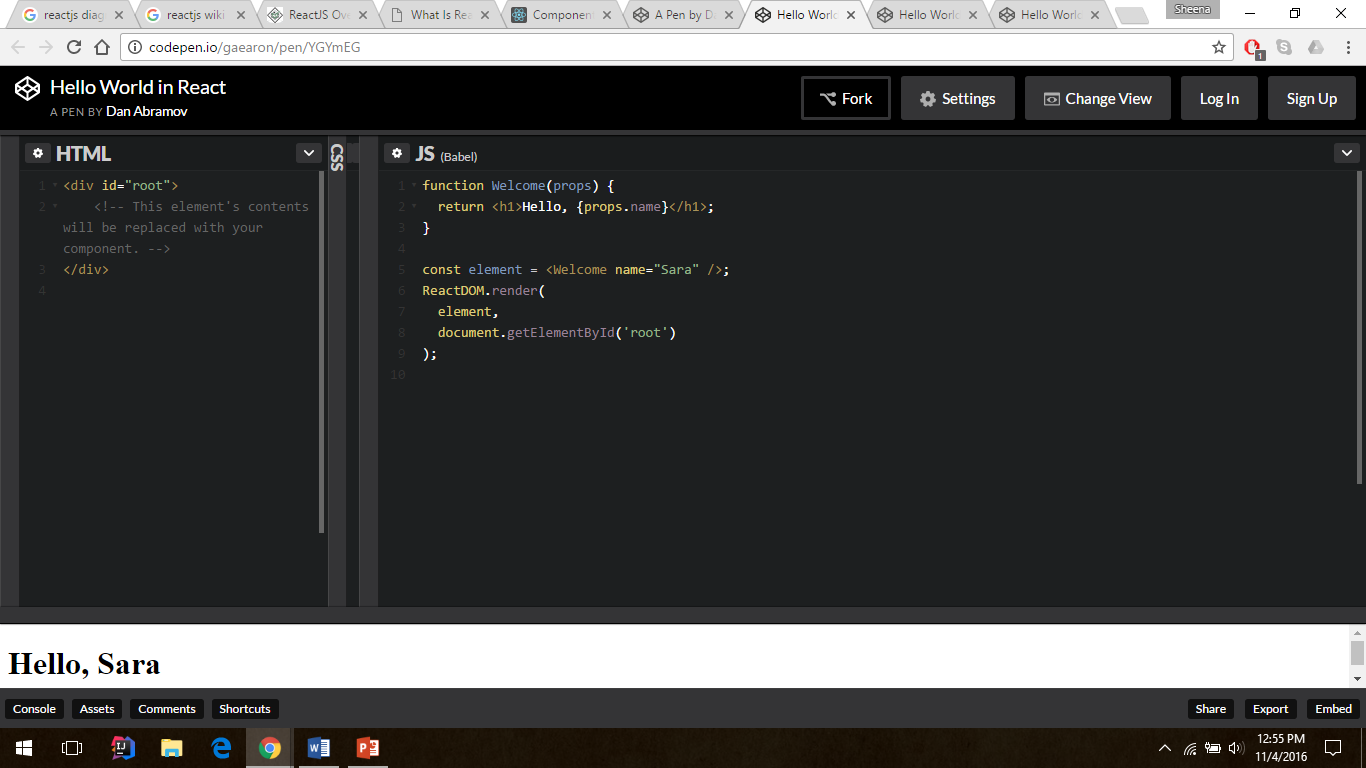 reactjs diag
reactjs wiki
ReactJS Ove
What Is Rea
Component
A Pen by D
Hello World
Hello World
Hello World
Sheena
codepen.io/gaearon/pen/YGYmEG
1
Hello World in React
A PEN BY Dan Abramov
Fork
Settings
Change View
Log In
Sign Up
HTML
1 <div id="root">
2 <!-- This element's contents
will be replaced with your
component. -->
3 </div>
4
CSS
JS (Babel)
1 function Welcome(props) {
2 return <h1>Hello, {props.name}</h1>;
3 }
4
5 const element = <Welcome name="Sara" />;
6 ReactDOM.render(
7 element,
8 document.getElementById('root')
9 );
10
Hello, Sara
Console
Assets
Comments
Shortcuts
Share
Export
Embed
12:55 PM
11/4/2016